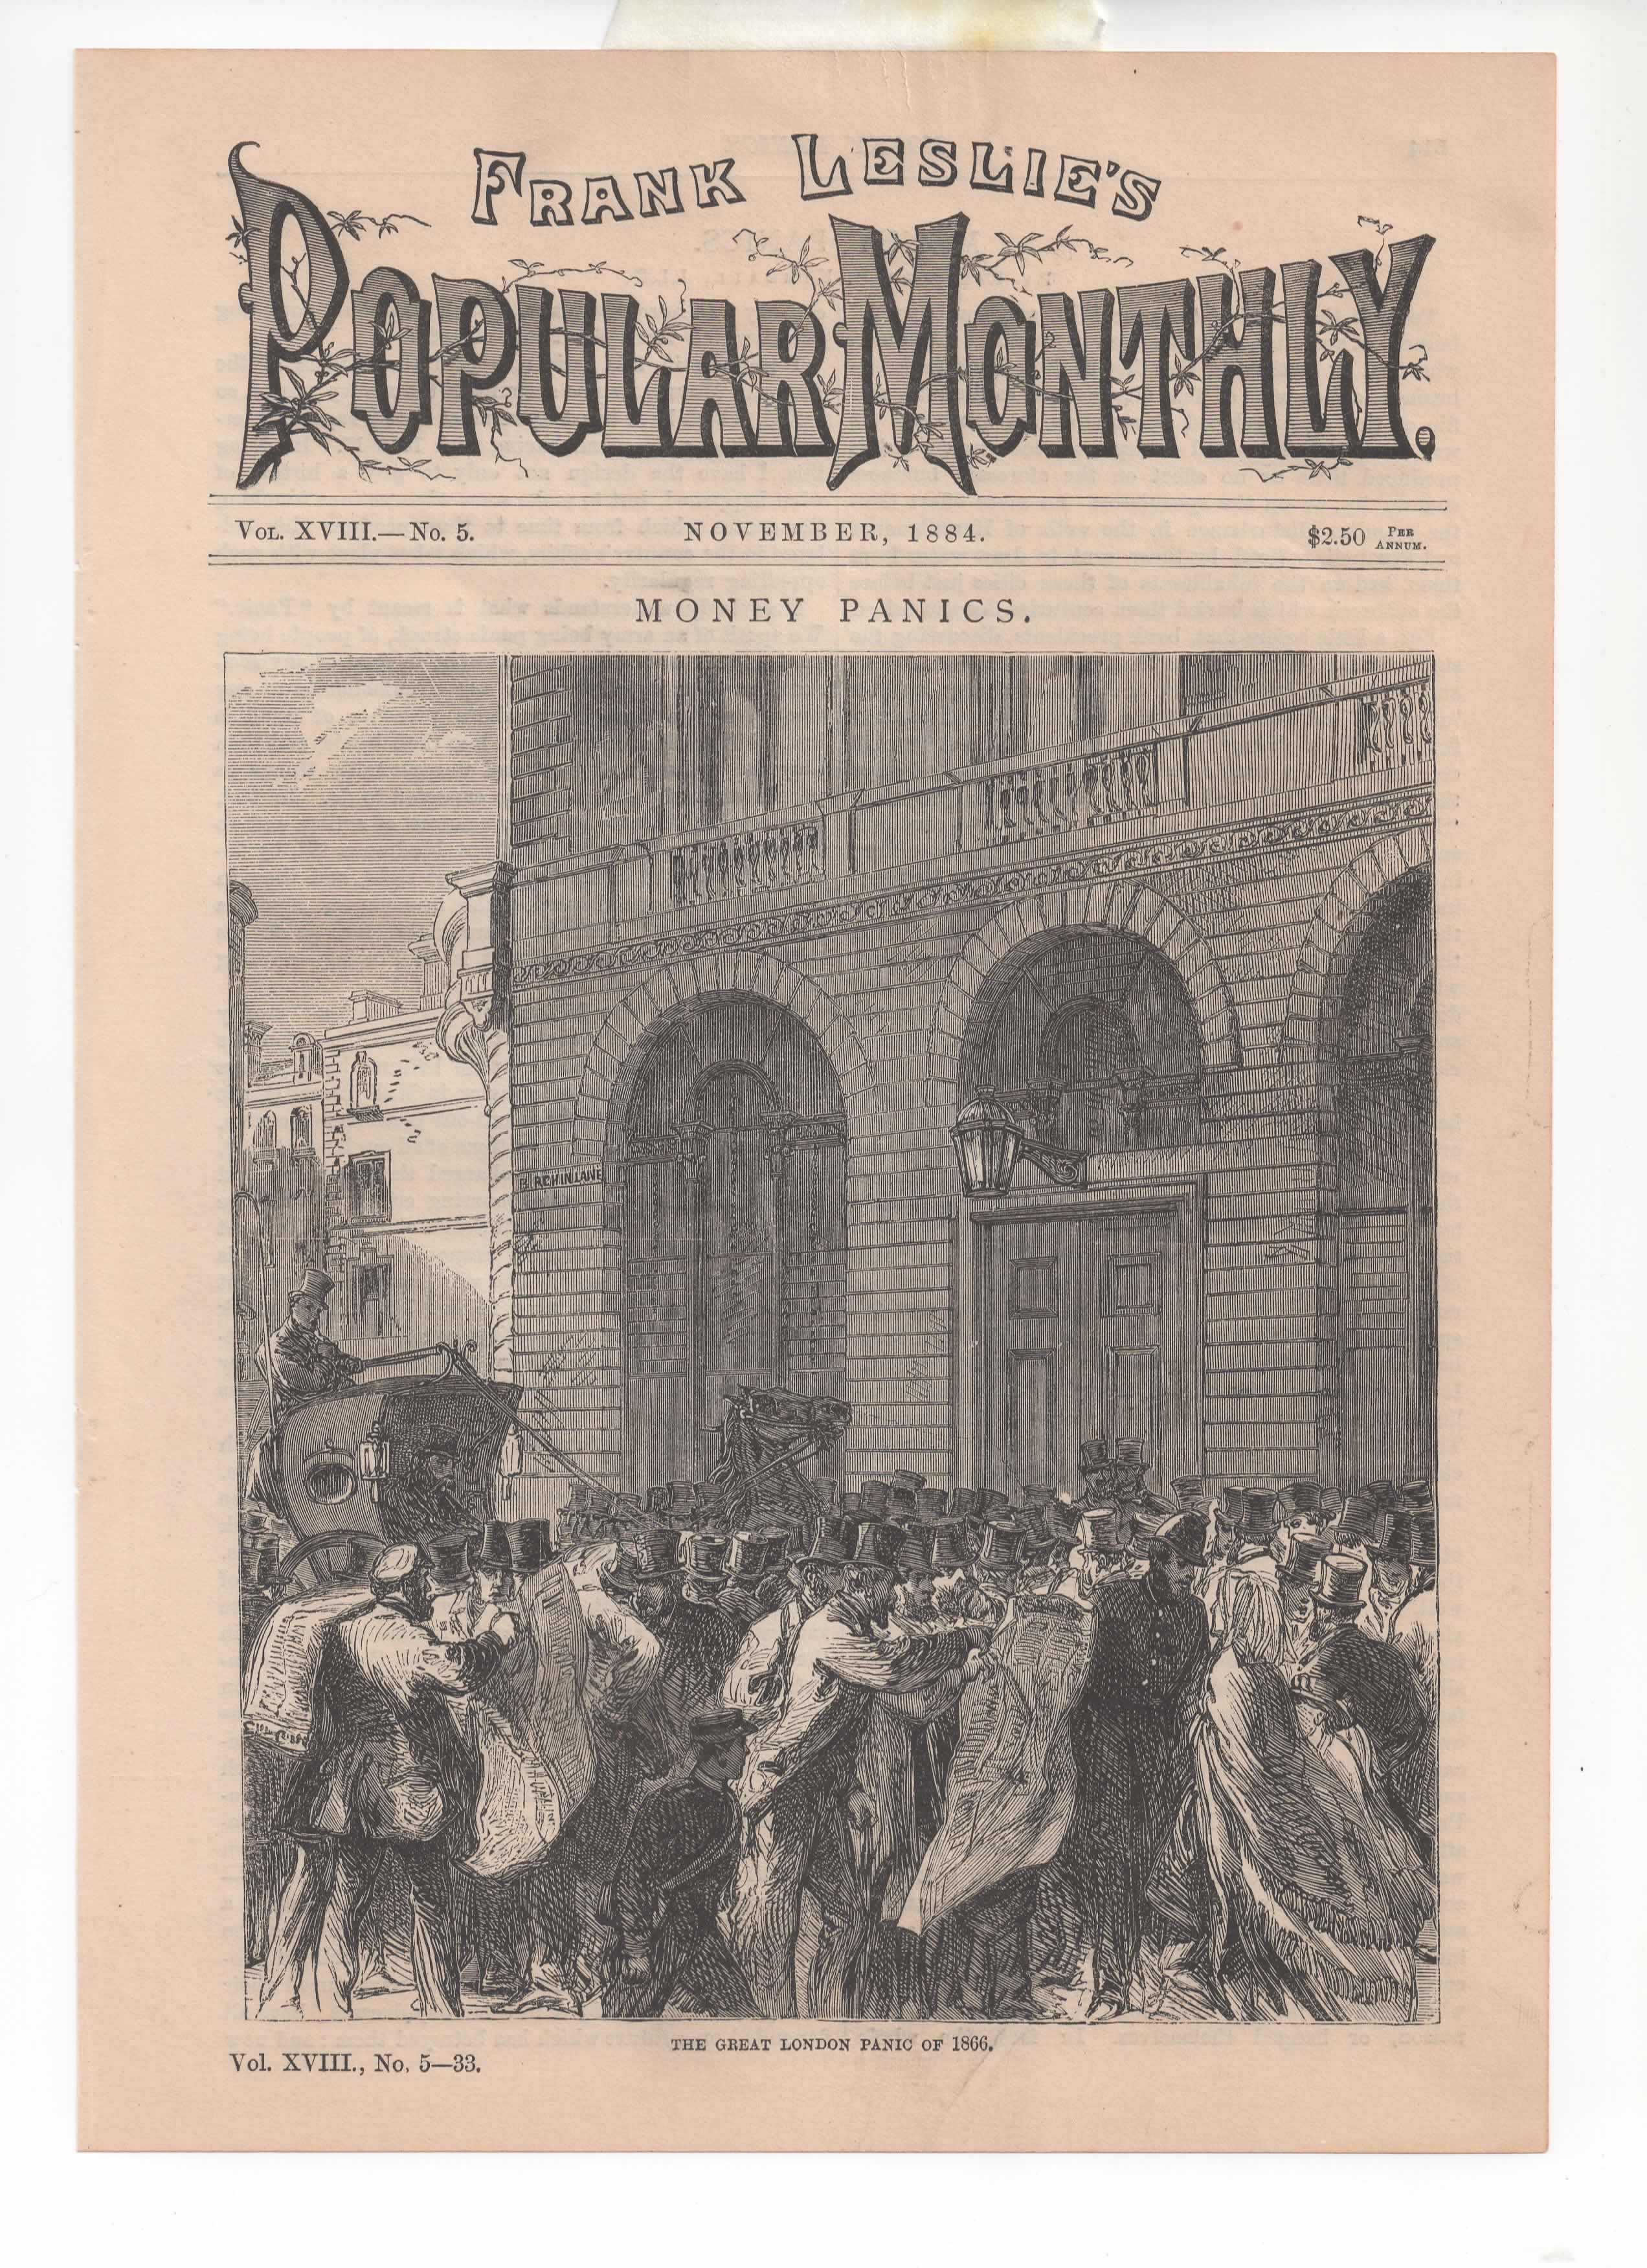 FRANK LESLIE'S
POPULAR MONTHLY.
VOL. XVIII.—No. 5. NOVEMBER, 1884. $2.50 PER ANNUM.
MONEY PANICS.
BIRCHIN LANE
THE GREAT LONDON PANIC OF 1866.
Vol. XVIII., No. 5—33.